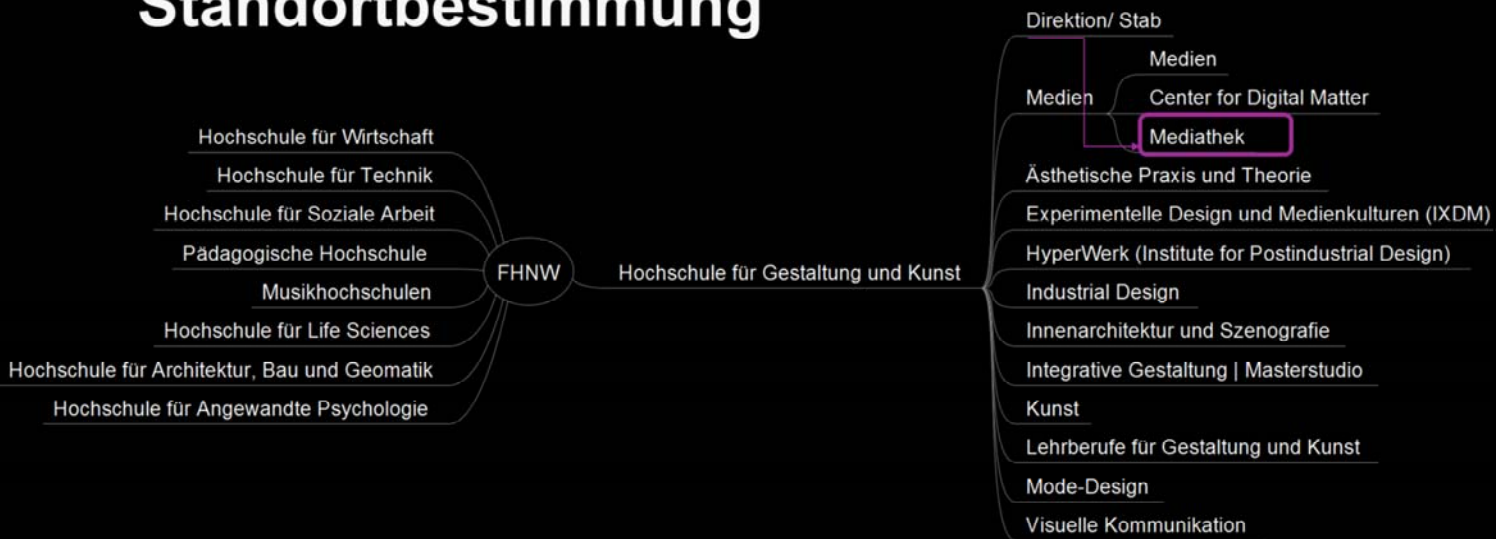 Standortbestimmung
Hochschule für Wirtschaft
Hochschule für Technik
Hochschule für Soziale Arbeit
Pädagogische Hochschule
Musikhochschulen
Hochschule für Life Sciences
Hochschule für Architektur, Bau und Geomatik
Hochschule für Angewandte Psychologie
FHNW
Hochschule für Gestaltung und Kunst
Direktion/ Stab
Medien
Medien
Center for Digital Matter
Mediathek
Ästhetische Praxis und Theorie
Experimentelle Design und Medienkulturen (IXDM)
HyperWerk (Institute for Postindustrial Design)
Industrial Design
Innenarchitektur und Szenografie
Integrative Gestaltung | Masterstudio
Kunst
Lehrberufe für Gestaltung und Kunst
Mode-Design
Visuelle Kommunikation